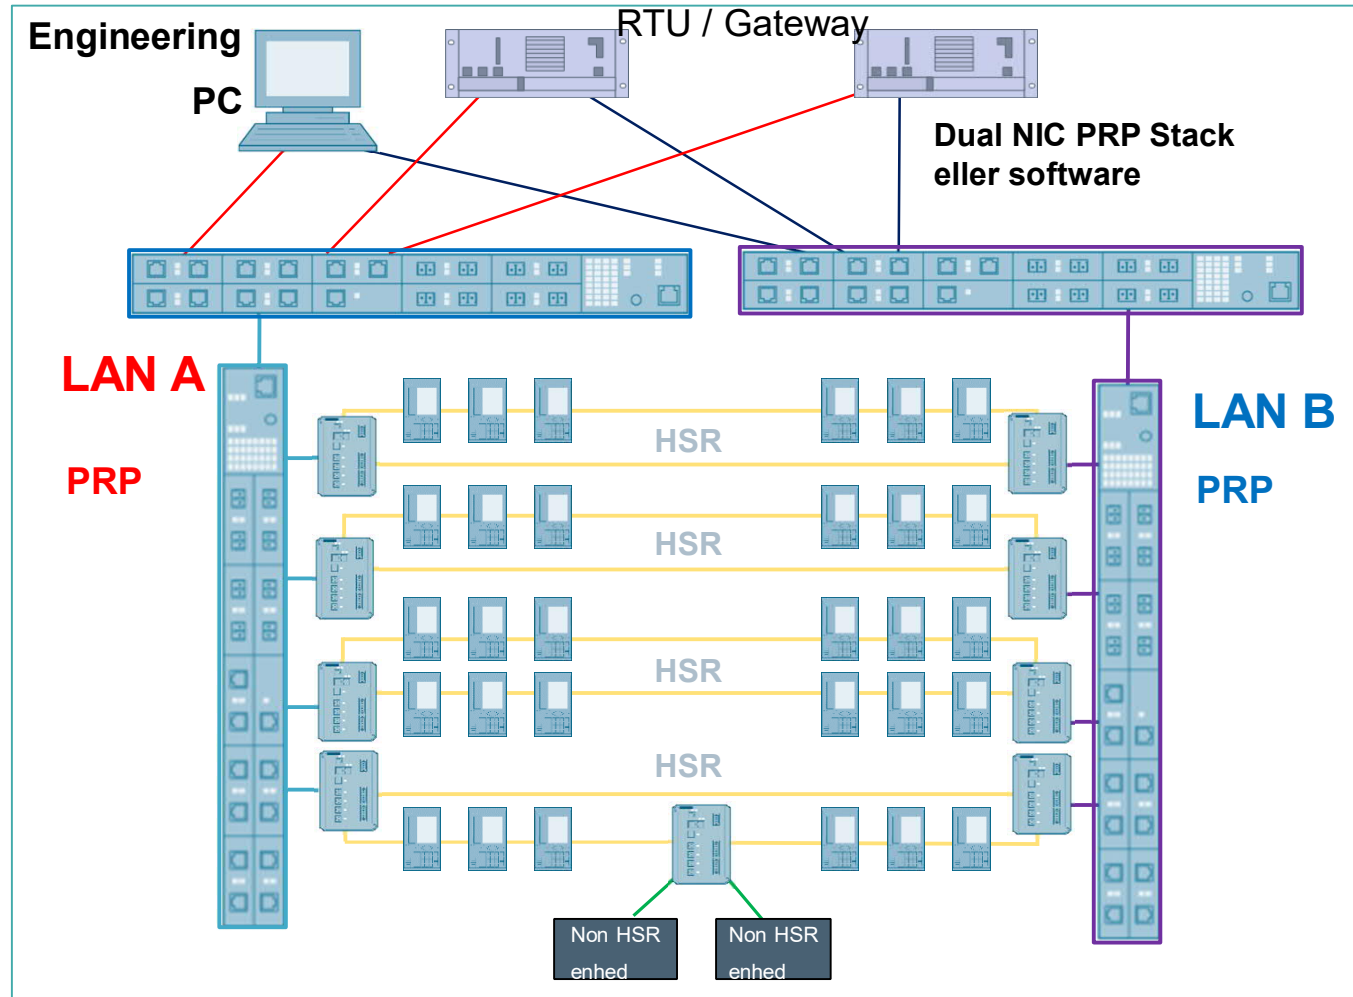 RTU / Gateway
Engineering
PC
Dual NIC PRP Stack
eller software
LAN A
PRP
LAN B
PRP
HSR
HSR
HSR
HSR
Non HSR
enhed
Non HSR
enhed